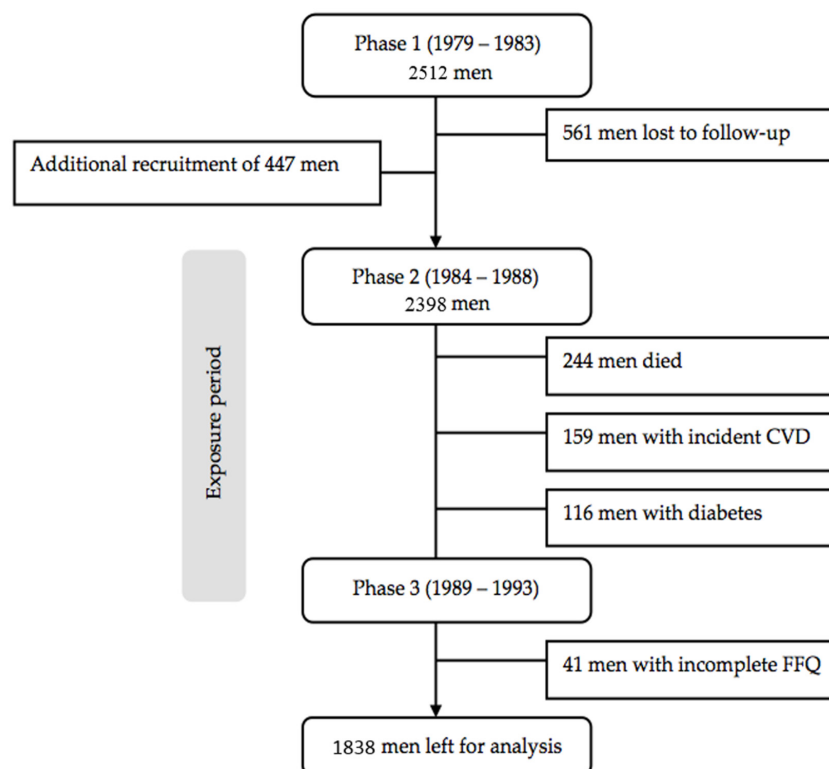 Phase 1 (1979 – 1983)
2512 men
561 men lost to follow-up
Additional recruitment of 447 men
Phase 2 (1984 – 1988)
2398 men
Exposure period
244 men died
159 men with incident CVD
116 men with diabetes
Phase 3 (1989 – 1993)
41 men with incomplete FFQ
1838 men left for analysis